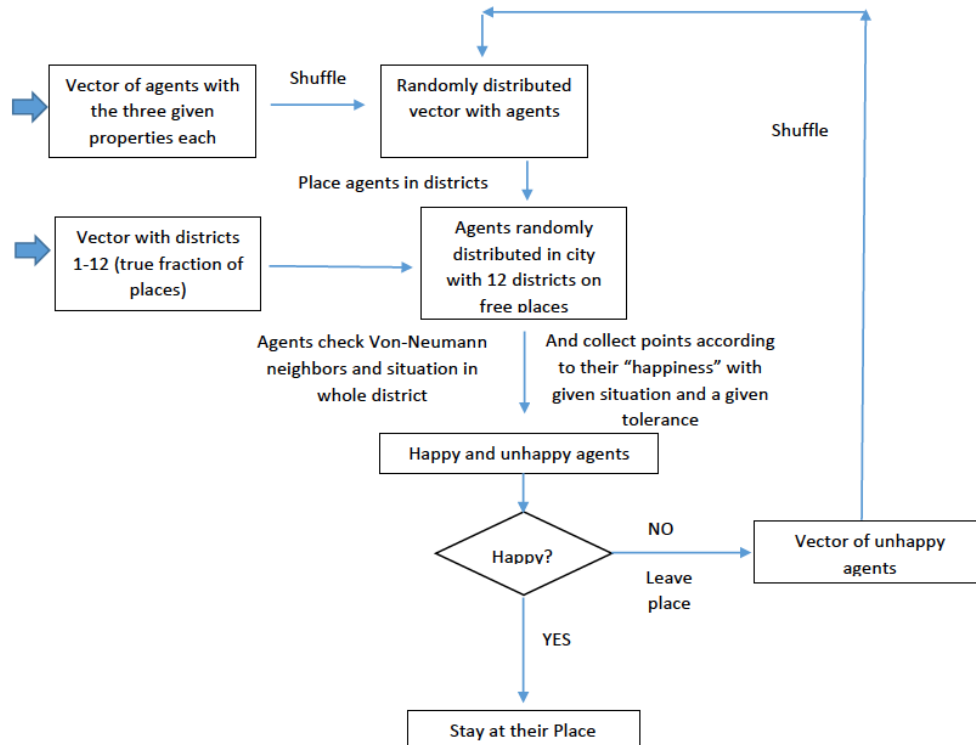 Vector of agents with
the three given
properties each
Shuffle
Randomly distributed
vector with agents
Shuffle
Place agents in districts
Vector with districts
1-12 (true fraction of
places)
Agents randomly
distributed in city
with 12 districts on
free places
Agents check Von-Neumann
neighbors and situation in
whole district
And collect points according
to their “happiness” with
given situation and a given
tolerance
Happy and unhappy agents
Happy?
NO
Leave
place
Vector of unhappy
agents
YES
Stay at their Place